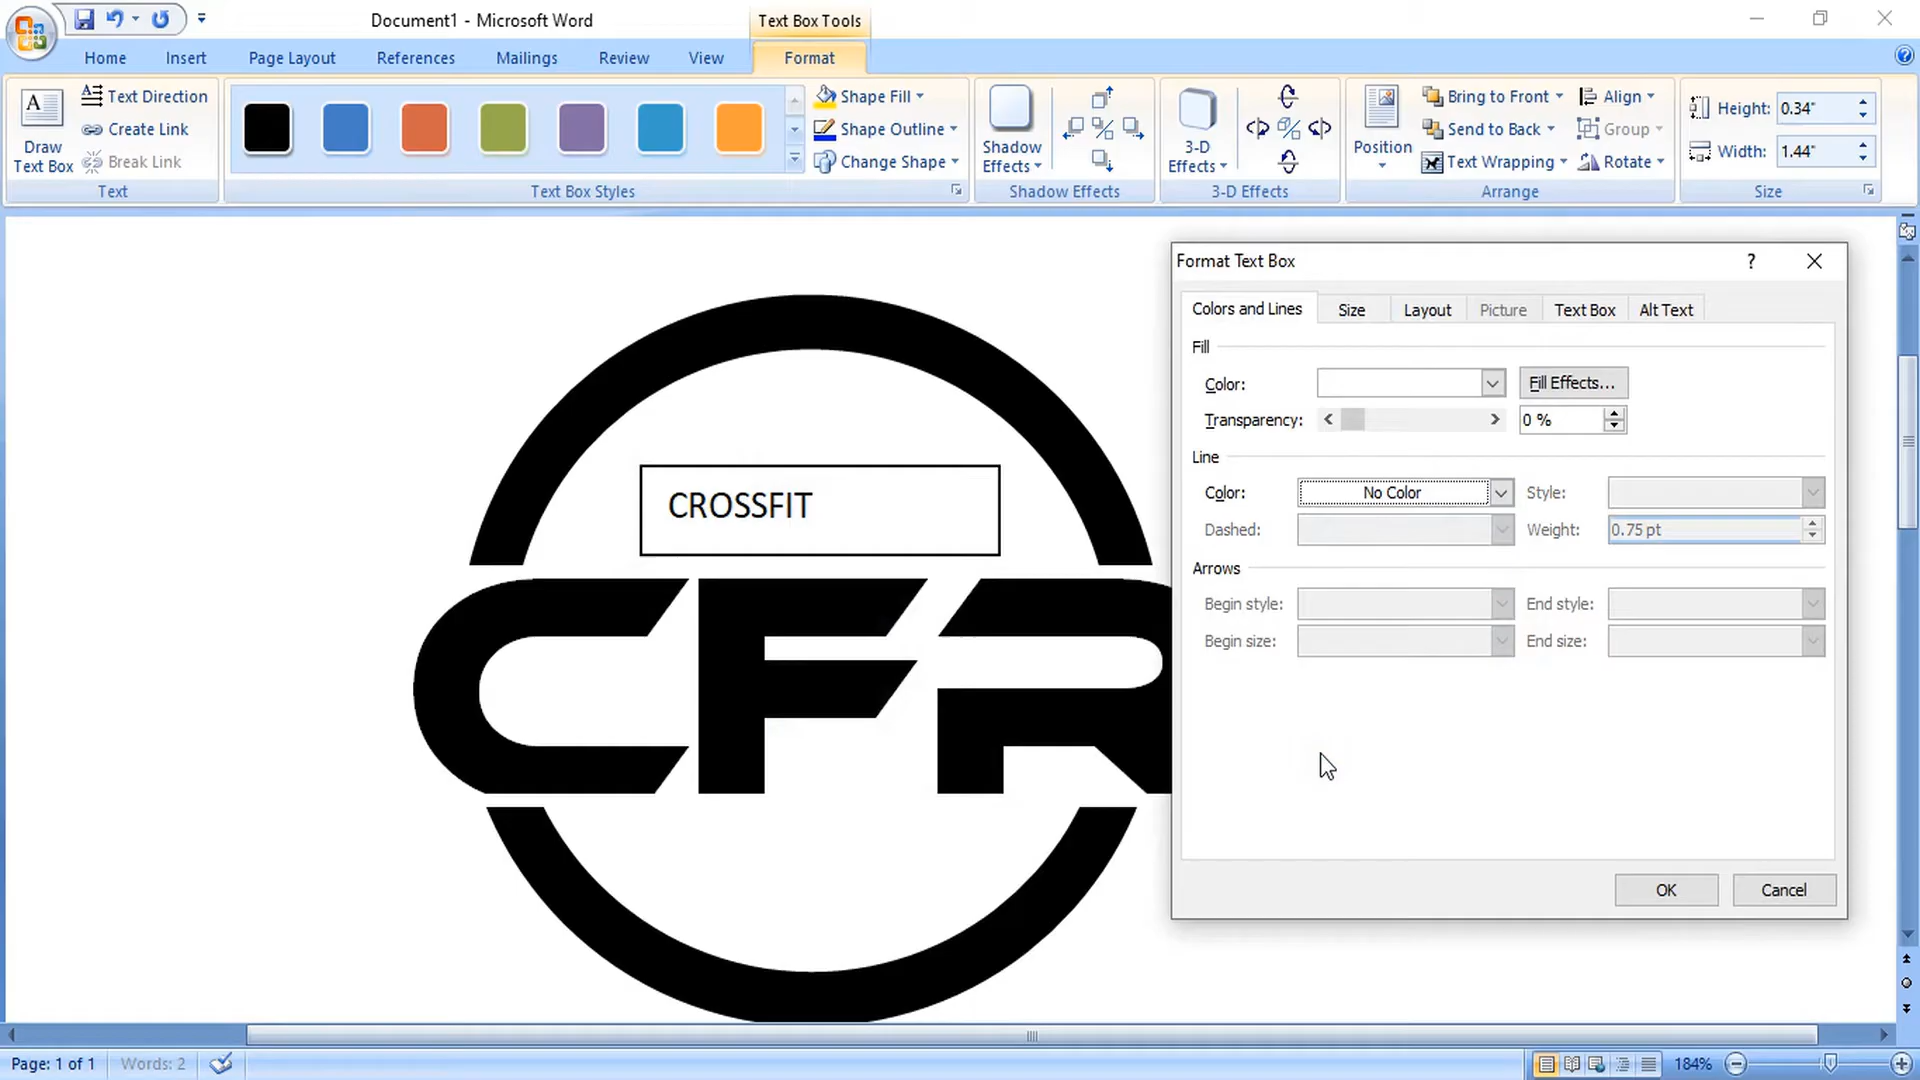 Document1 - Microsoft Word
Text Box Tools
Home Insert Page Layout References Mailings Review View Format
Draw Text Box
Text Direction
Create Link
Break Link
Text
Shape Fill
Shape Outline
Change Shape
Text Box Styles
Shadow Effects
Shadow Effects
3-D Effects
3-D Effects
Position
Bring to Front
Send to Back
Text Wrapping
Align
Group
Rotate
Arrange
Height: 0.34"
Width: 1.44"
Size
CROSSFIT
CFR
Format Text Box ?
Colors and Lines Size Layout Picture Text Box Alt Text
Fill
Color: Fill Effects...
Transparency: 0 %
Line
Color: No Color Style:
Dashed: Weight: 0.75 pt
Arrows
Begin style: End style:
Begin size: End size:
OK Cancel
Page: 1 of 1 Words: 2 184%